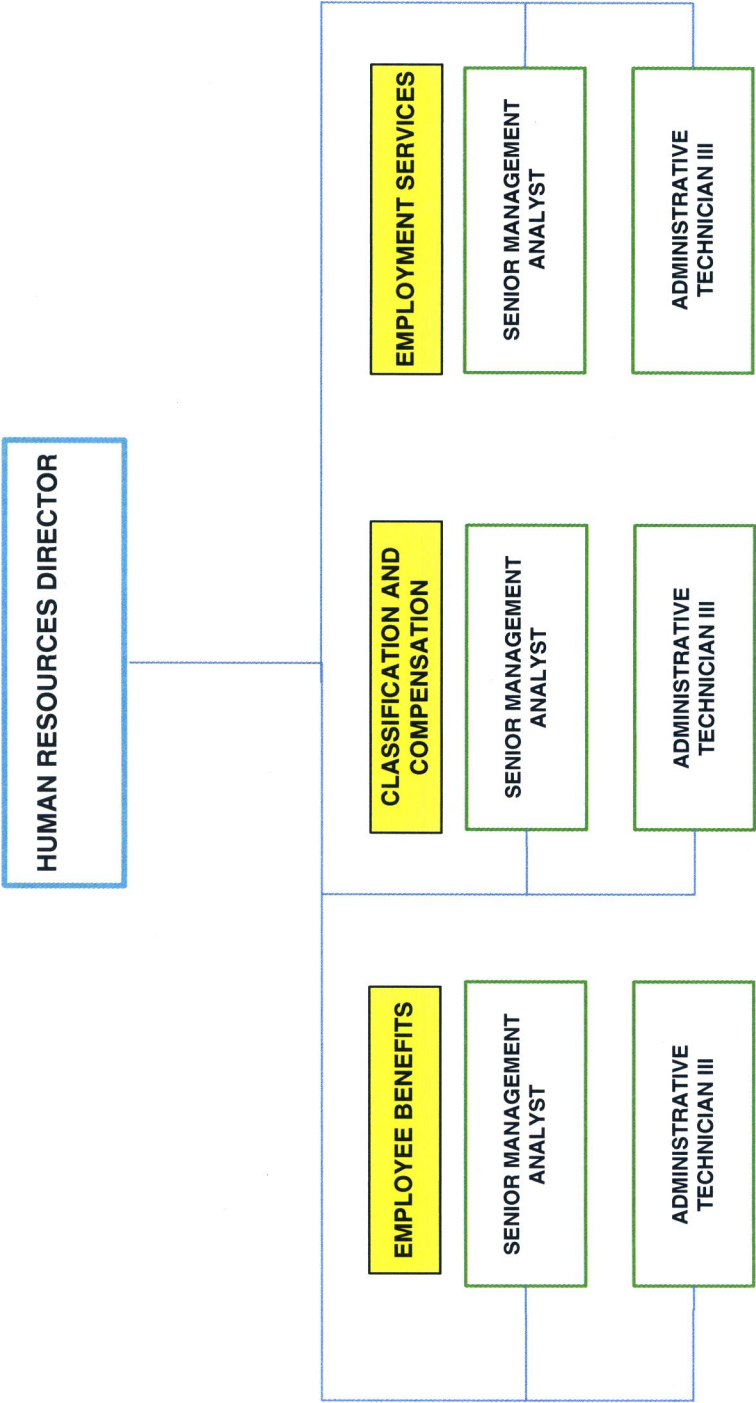 HUMAN RESOURCES DIRECTOR
EMPLOYEE BENEFITS
SENIOR MANAGEMENT
ANALYST
ADMINISTRATIVE
TECHNICIAN III
CLASSIFICATION AND
COMPENSATION
SENIOR MANAGEMENT
ANALYST
ADMINISTRATIVE
TECHNICIAN III
EMPLOYMENT SERVICES
SENIOR MANAGEMENT
ANALYST
ADMINISTRATIVE
TECHNICIAN III